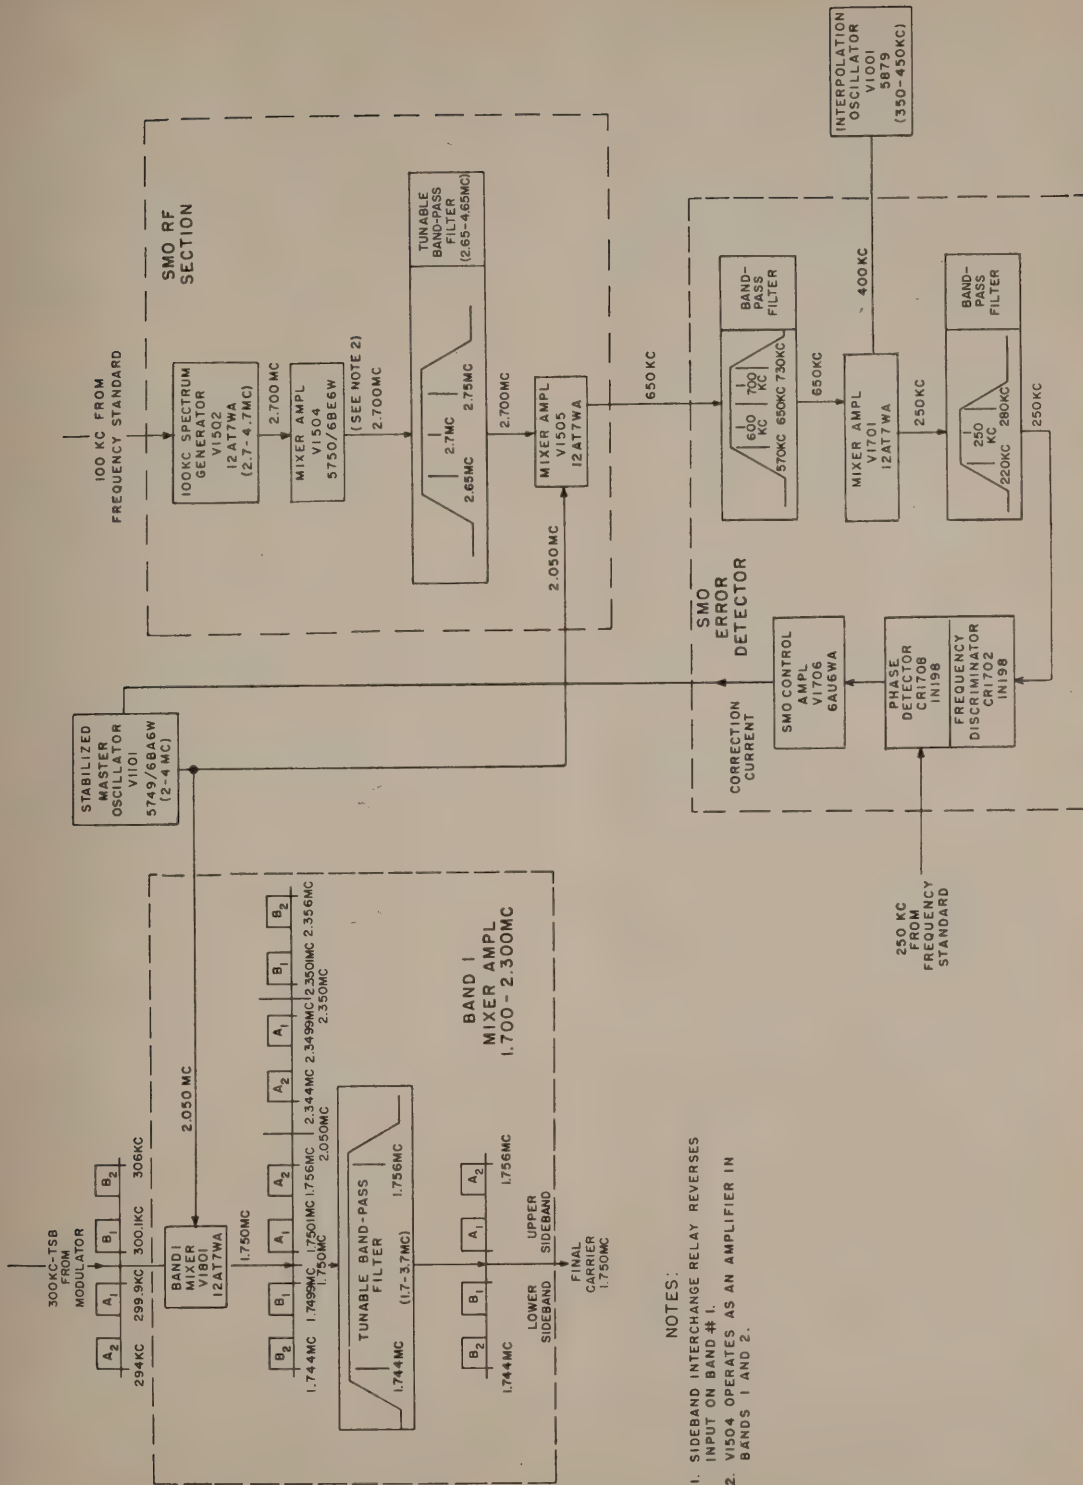 300KC-TSB
FROM
MODULATOR
A2
A1
B1
B2
294KC
299.9KC
300.1KC
306KC
BAND I
MIXER
V1801
12AT7WA
2.050 MC
1.750MC
B2
B1
A1
A2
A2
A1
B1
B2
1.744MC
1.7499MC
1.7501MC
1.756MC
2.344MC
2.3499MC
2.3501MC
2.356MC
1.750MC
2.050MC
2.350MC
TUNABLE BAND-PASS
FILTER
1.744MC
(1.7-3.7MC)
1.756MC
B2
B1
A1
A2
1.744MC
1.756MC
LOWER
SIDEBAND
UPPER
SIDEBAND
FINAL
CARRIER
1.750MC
BAND I
MIXER AMPL
1.700-2.300MC
STABILIZED
MASTER
OSCILLATOR
V1101
5749/6BA6W
(2-4 MC)
100 KC FROM
FREQUENCY STANDARD
SMO RF
SECTION
100KC SPECTRUM
GENERATOR
V1502
12AT7WA
(2.7-4.7MC)
2.700MC
MIXER AMPL
V1504
5750/6BE6W
(SEE NOTE 2)
2.700MC
TUNABLE
BAND-PASS
FILTER
(2.65-4.65MC)
2.7MC
2.65MC
2.75MC
2.700MC
MIXER AMPL
V1505
12AT7WA
2.050MC
650KC
SMO
ERROR
DETECTOR
BAND-
PASS
FILTER
600
KC
700
KC
570KC
650KC
730KC
650KC
MIXER AMPL
V1701
12AT7WA
400KC
INTERPOLATION
OSCILLATOR
V1001
5879
(350-450KC)
250KC
BAND-
PASS
FILTER
250
KC
220KC
280KC
250KC
SMO CONTROL
AMPL
V1706
6AU6WA
CORRECTION
CURRENT
PHASE
DETECTOR
CR1708
IN198
FREQUENCY
DISCRIMINATOR
CR1702
IN198
250 KC
FROM
FREQUENCY
STANDARD
NOTES:
1. SIDEBAND INTERCHANGE RELAY REVERSES
INPUT ON BAND # 1.
2. V1504 OPERATES AS AN AMPLIFIER IN
BANDS 1 AND 2.